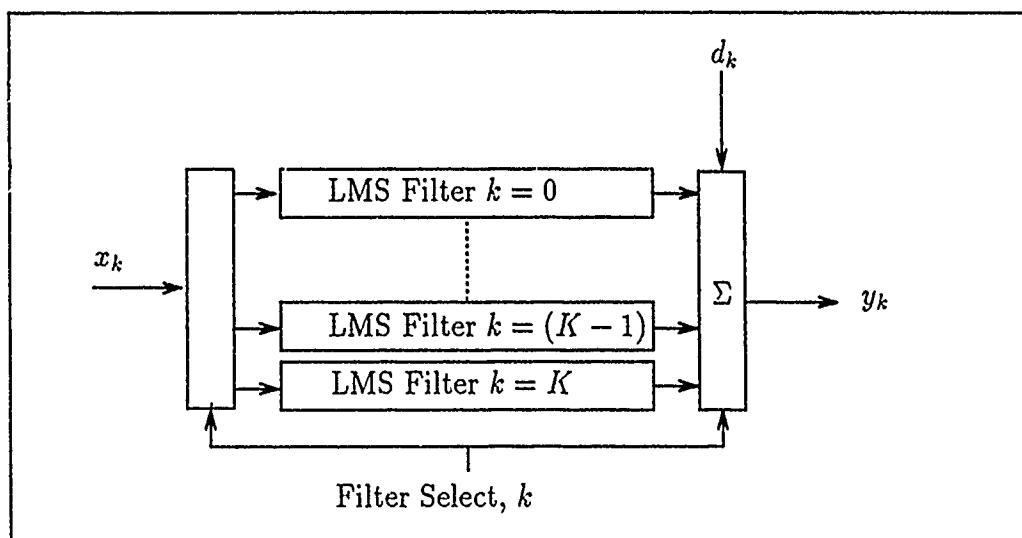 d_k
LMS Filter k = 0
x_k
Σ
y_k
LMS Filter k = (K − 1)
LMS Filter k = K
Filter Select, k